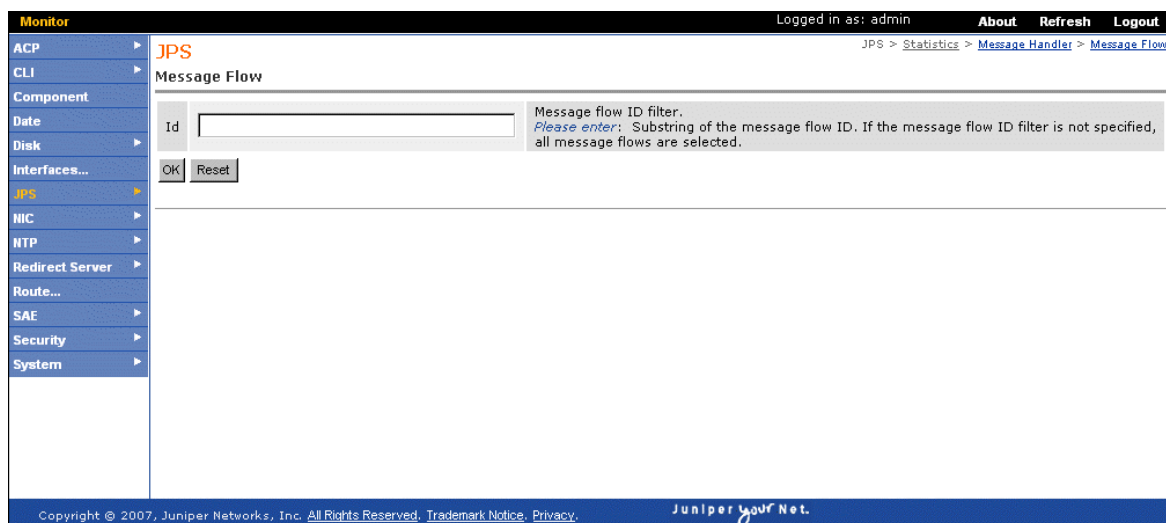 Monitor
Logged in as: admin
About Refresh Logout
ACP
CLI
Component
Date
Disk
Interfaces...
JPS
NIC
NTP
Redirect Server
Route...
SAE
Security
System
JPS > Statistics > Message Handler > Message Flow
JPS
Message Flow
Id
Message flow ID filter.
Please enter: Substring of the message flow ID. If the message flow ID filter is not specified,
all message flows are selected.
OK Reset
Copyright © 2007, Juniper Networks, Inc. All Rights Reserved. Trademark Notice. Privacy.
Juniper your Net.